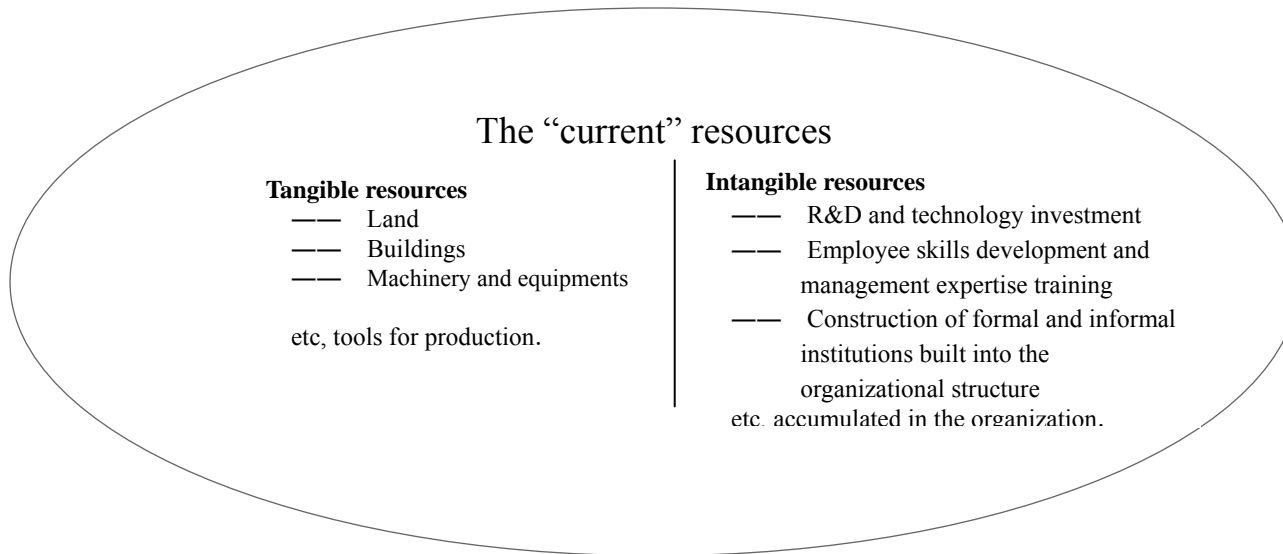 The “current” resources
Tangible resources
—— Land
—— Buildings
—— Machinery and equipments
etc, tools for production.
Intangible resources
—— R&D and technology investment
—— Employee skills development and
management expertise training
—— Construction of formal and informal
institutions built into the
organizational structure
etc. accumulated in the organization.